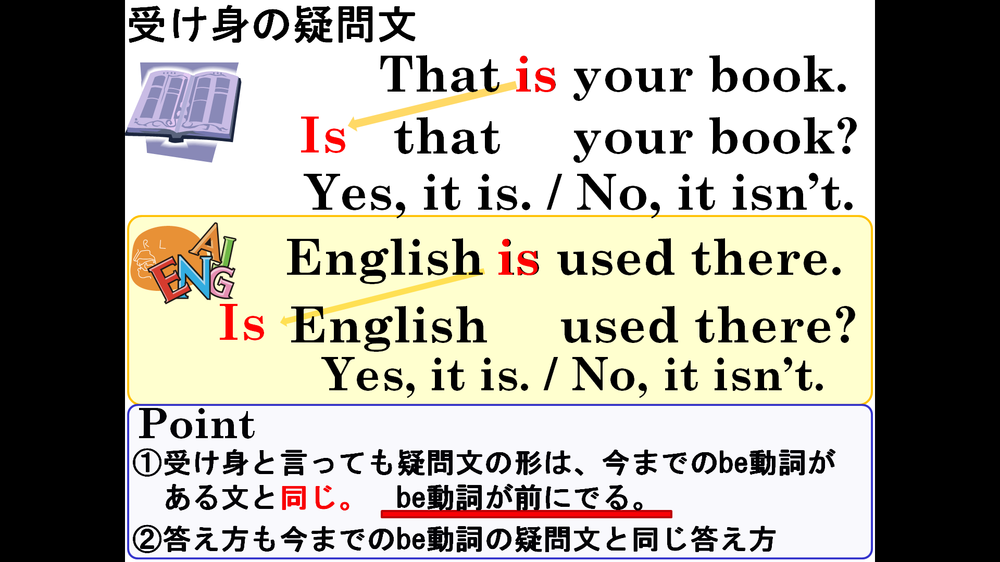 受け身の疑問文
That is your book.
Is that your book?
Yes, it is. / No, it isn’t.
R L
A I
ENG
English is used there.
Is English used there?
Yes, it is. / No, it isn’t.
Point
①受け身と言っても疑問文の形は、今までのbe動詞が
ある文と同じ。 be動詞が前にでる。
②答え方も今までのbe動詞の疑問文と同じ答え方